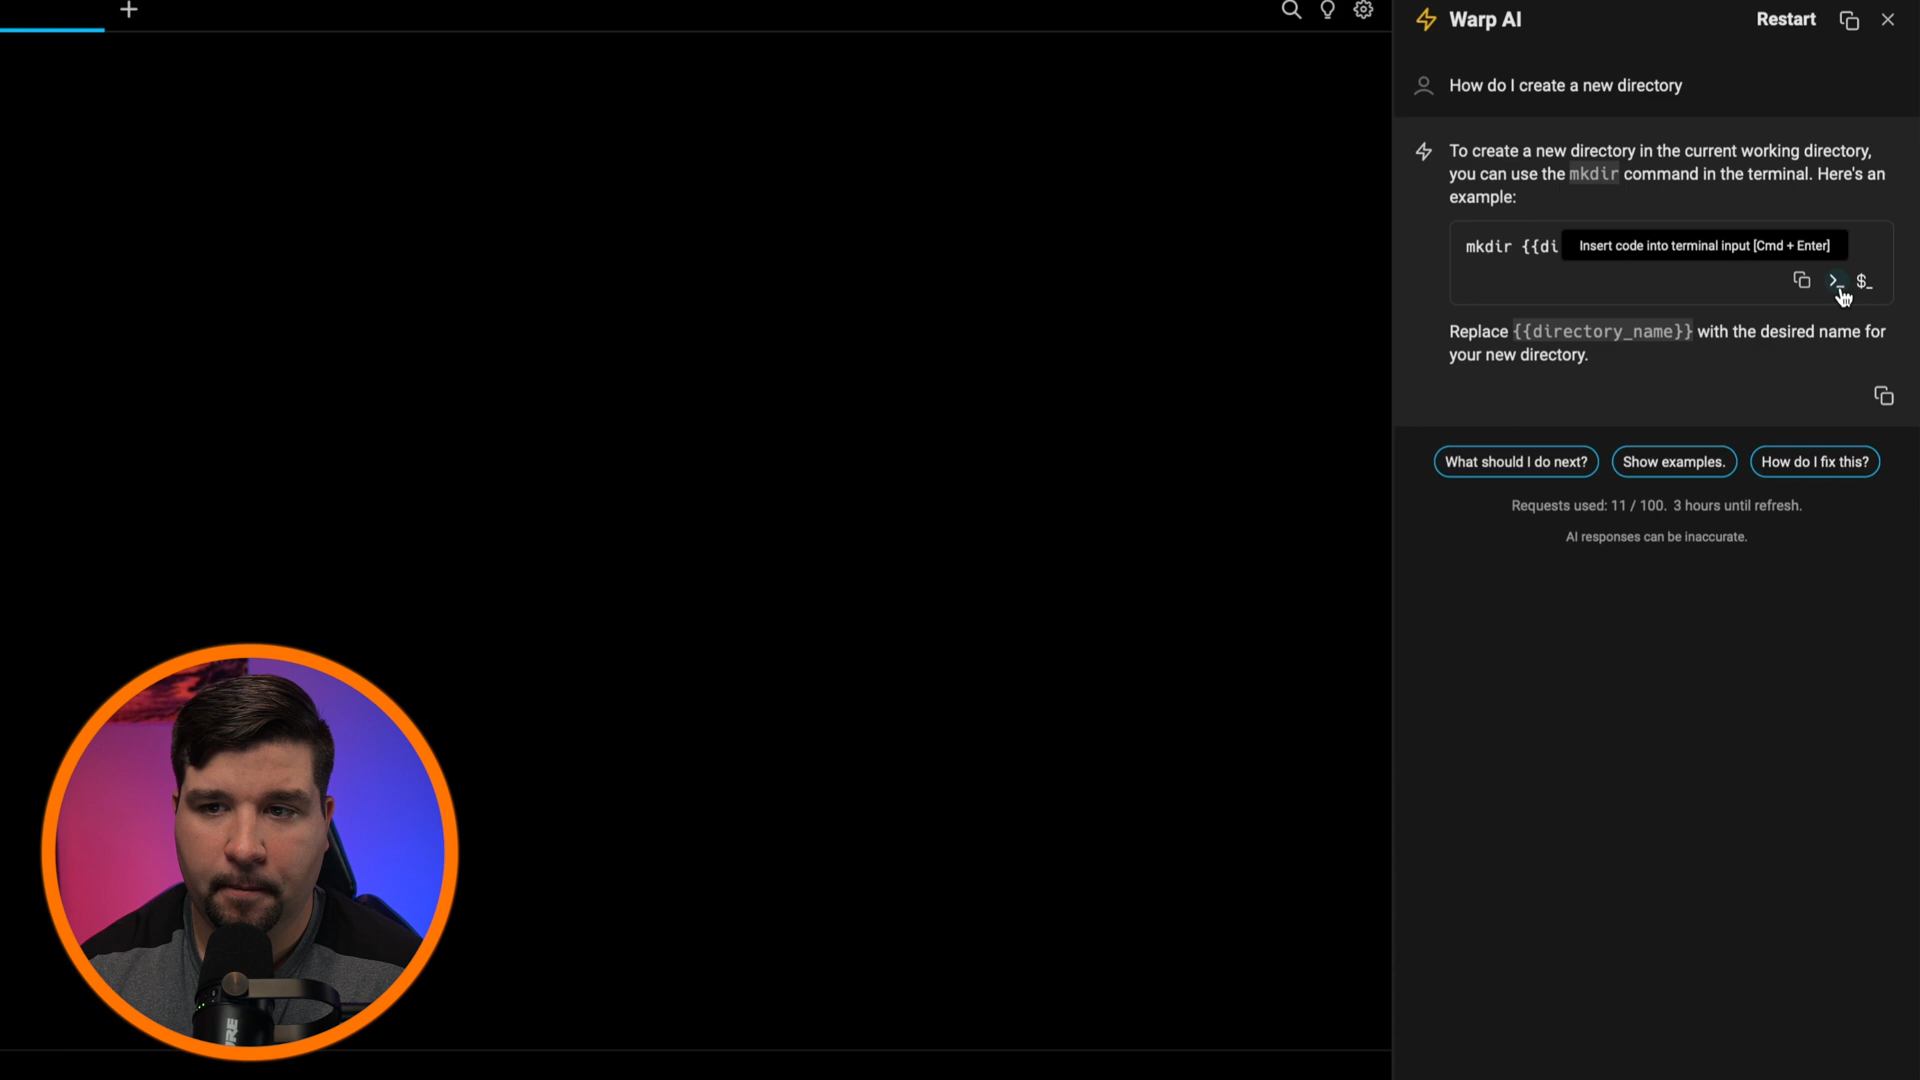 Warp AI
Restart
How do I create a new directory
To create a new directory in the current working directory,
you can use the mkdir command in the terminal. Here's an
example:
mkdir {{di
Insert code into terminal input [Cmd + Enter]
>_ $_
Replace {{directory_name}} with the desired name for
your new directory.
What should I do next?
Show examples.
How do I fix this?
Requests used: 11 / 100. 3 hours until refresh.
AI responses can be inaccurate.